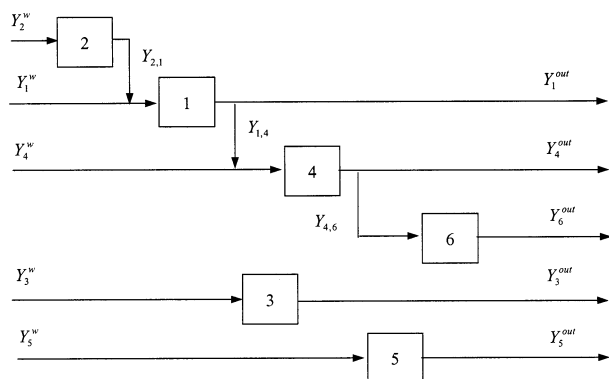 Y_2^w
2
Y_{2,1}
Y_1^w
1
Y_1^{out}
Y_{1,4}
Y_4^w
4
Y_4^{out}
Y_{4,6}
6
Y_6^{out}
Y_3^w
3
Y_3^{out}
Y_5^w
5
Y_5^{out}